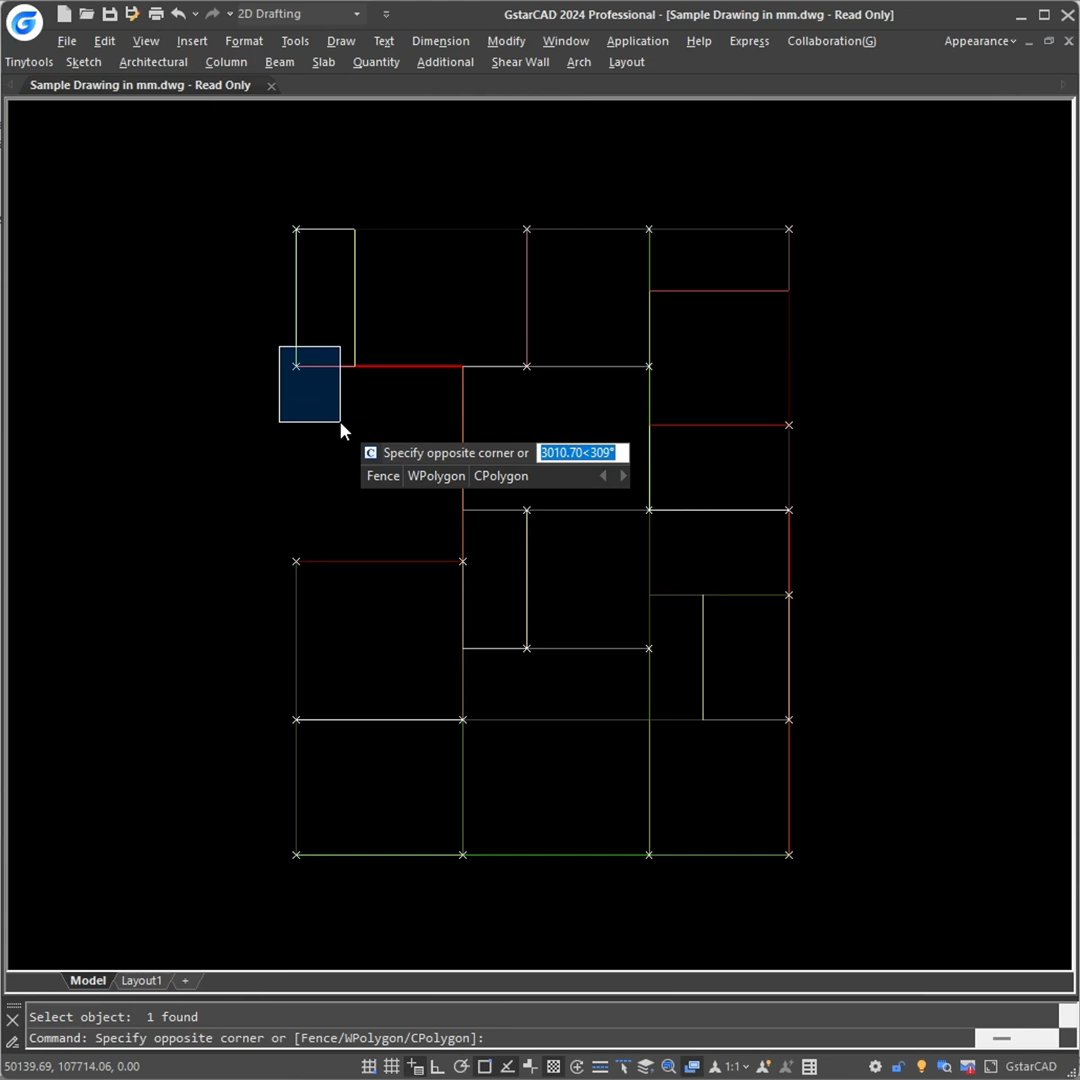 2D Drafting
GstarCAD 2024 Professional - [Sample Drawing in mm.dwg - Read Only]
File Edit View Insert Format Tools Draw Text Dimension Modify Window Application Help Express Collaboration(G) Appearance
Tinytools Sketch Architectural Column Beam Slab Quantity Additional Shear Wall Arch Layout
Sample Drawing in mm.dwg - Read Only
Specify opposite corner or 3010.70<309°
Fence WPolygon CPolygon
Model Layout1 +
Select object: 1 found
Command: Specify opposite corner or [Fence/WPolygon/CPolygon]:
50139.69, 107714.06, 0.00 1:1 GstarCAD